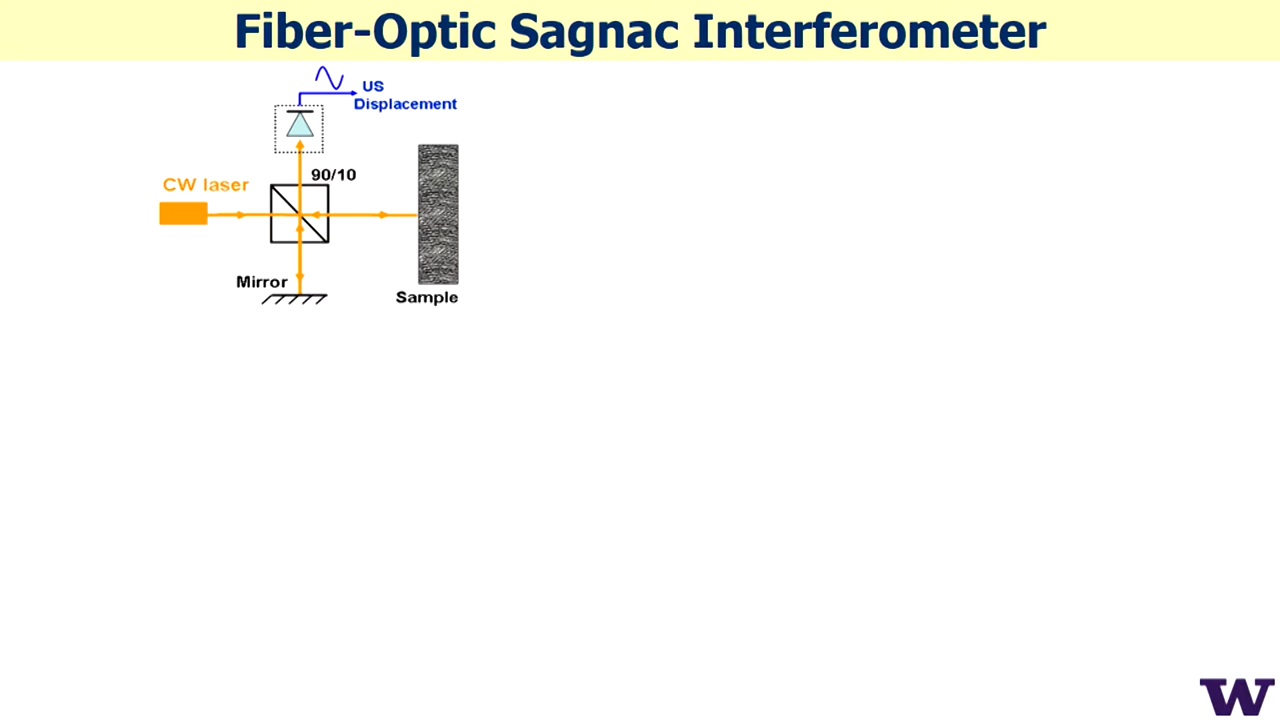 Fiber-Optic Sagnac Interferometer
US
Displacement
90/10
CW laser
Mirror
Sample
W